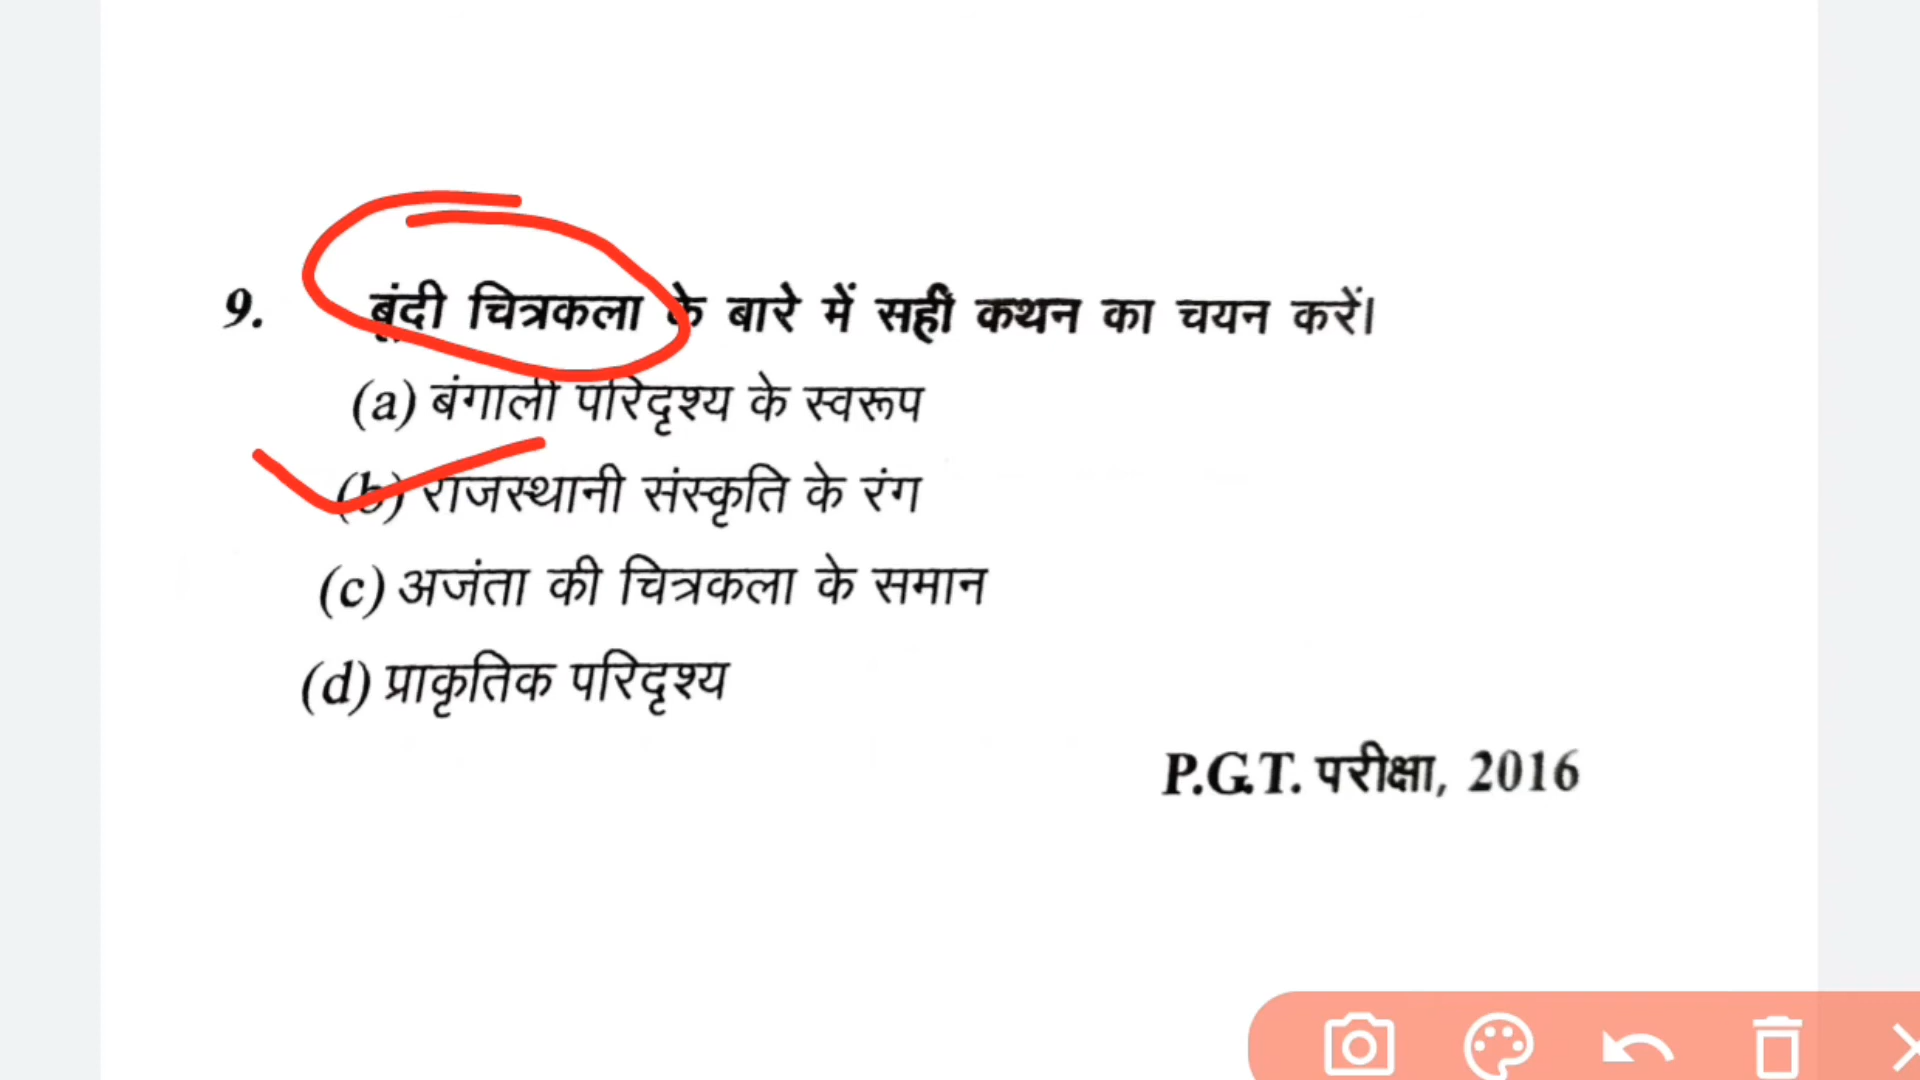 9. बूंदी चित्रकला के बारे में सही कथन का चयन करें।
(a) बंगाली परिदृश्य के स्वरूप
(b) राजस्थानी संस्कृति के रंग
(c) अजंता की चित्रकला के समान
(d) प्राकृतिक परिदृश्य
P.G.T. परीक्षा, 2016